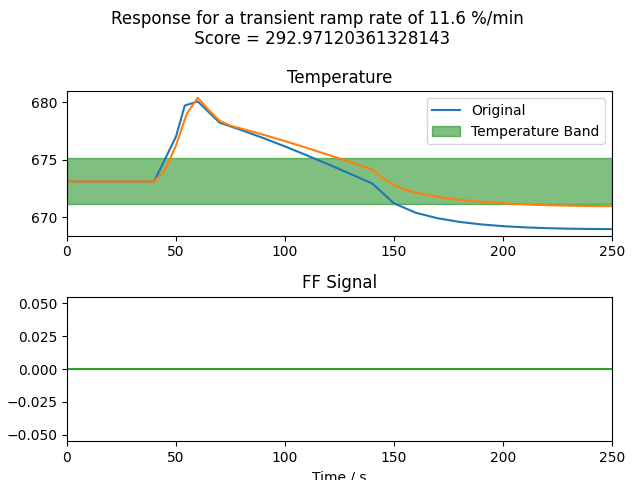 Response for a transient ramp rate of 11.6 %/min
Score = 292.97120361328143
Temperature
680
675
670
Original
Temperature Band
0 50 100 150 200 250
FF Signal
0.050
0.025
0.000
−0.025
−0.050
0 50 100 150 200 250
Time / s